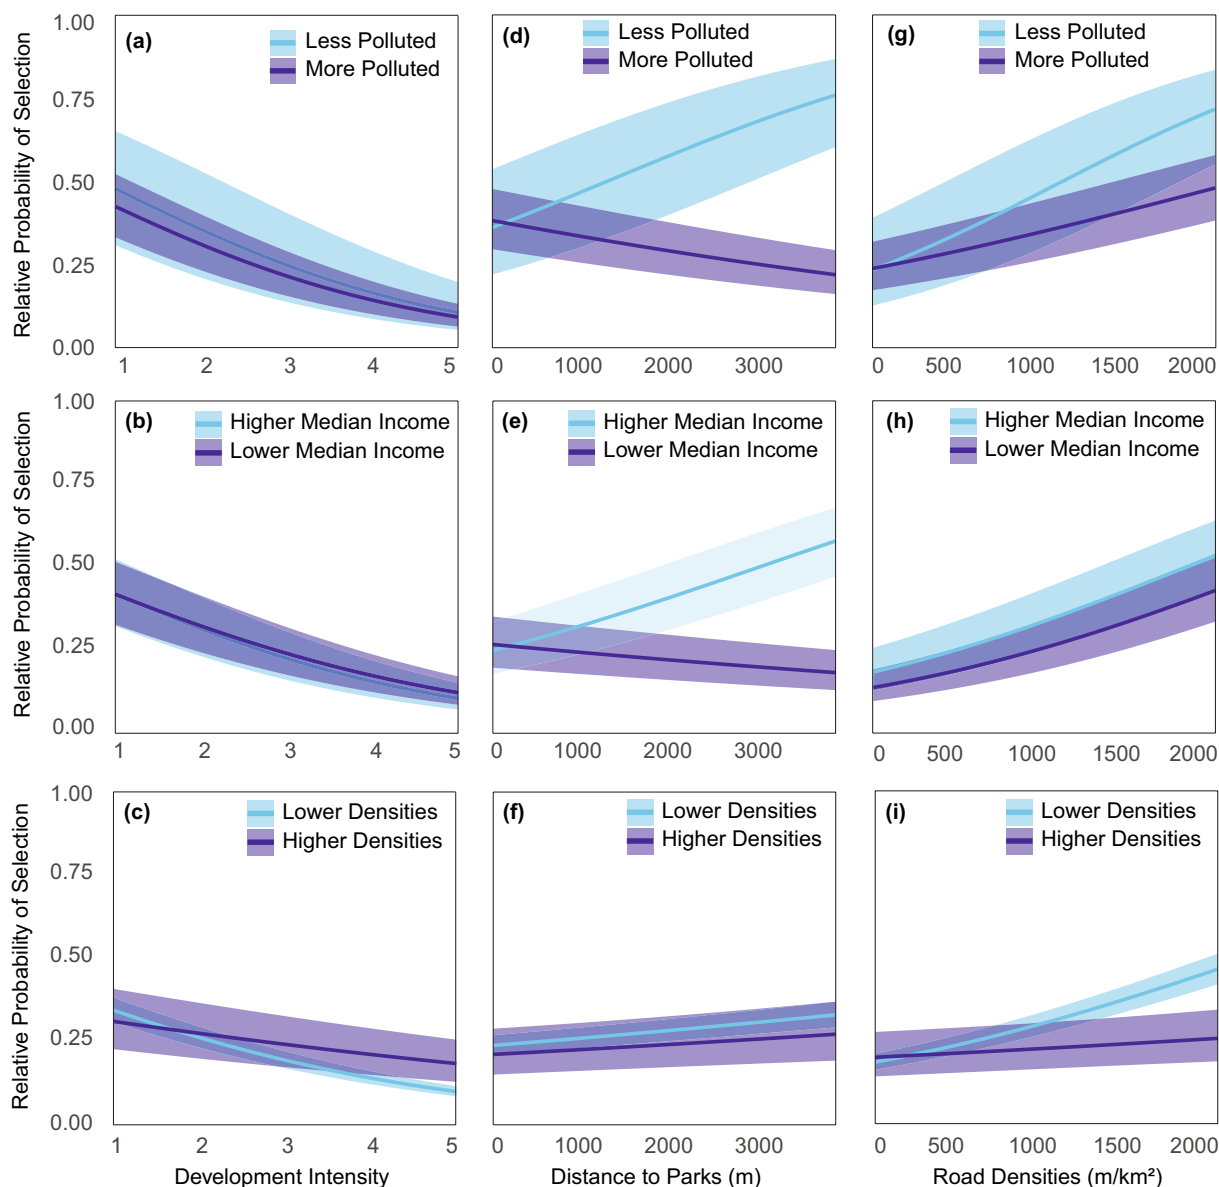 (a)
Less Polluted
More Polluted
Relative Probability of Selection
1.00
0.75
0.50
0.25
0.00
1 2 3 4 5
(d)
Less Polluted
More Polluted
0 1000 2000 3000
(g)
Less Polluted
More Polluted
0 500 1000 1500 2000
(b)
Higher Median Income
Lower Median Income
Relative Probability of Selection
1.00
0.75
0.50
0.25
0.00
1 2 3 4 5
(e)
Higher Median Income
Lower Median Income
0 1000 2000 3000
(h)
Higher Median Income
Lower Median Income
0 500 1000 1500 2000
(c)
Lower Densities
Higher Densities
Relative Probability of Selection
1.00
0.75
0.50
0.25
0.00
1 2 3 4 5
Development Intensity
(f)
Lower Densities
Higher Densities
0 1000 2000 3000
Distance to Parks (m)
(i)
Lower Densities
Higher Densities
0 500 1000 1500 2000
Road Densities (m/km²)